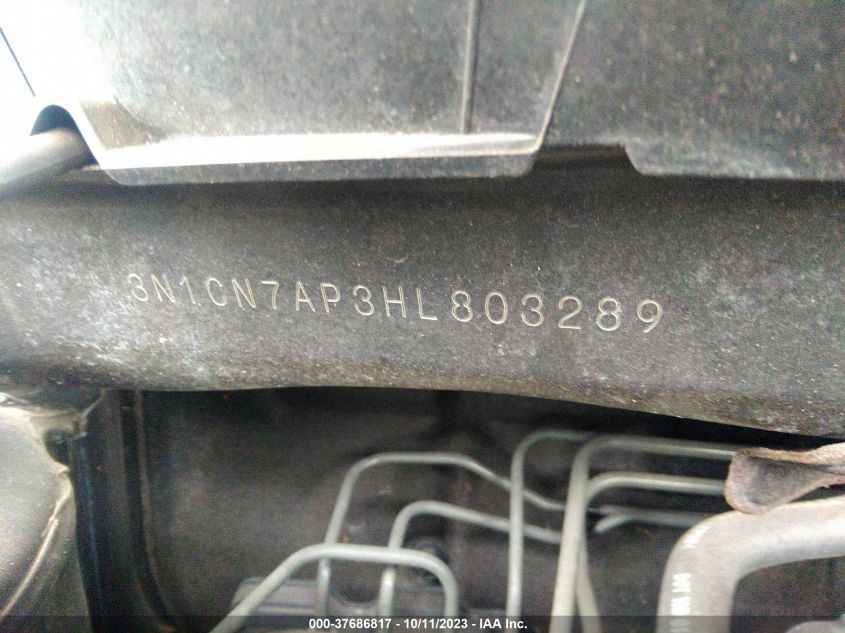 3N1CN7AP3HL803289
000-37686817 - 10/11/2023 - IAA Inc.